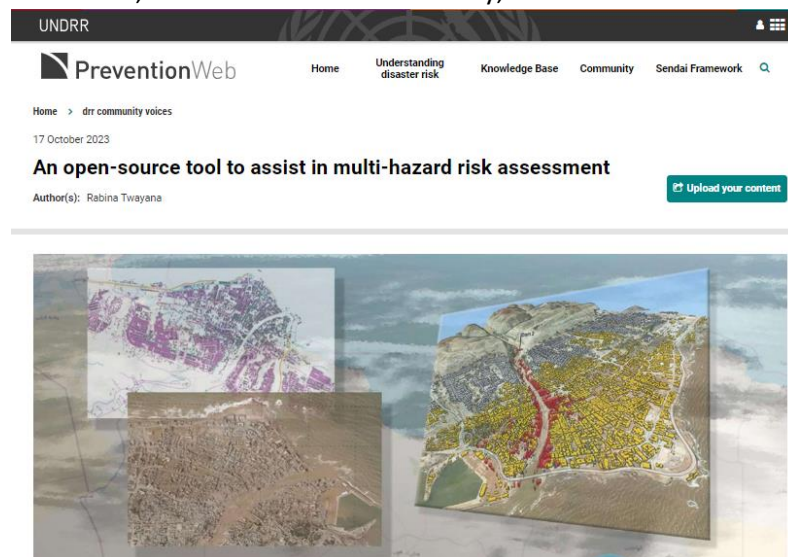 UNDRR
PreventionWeb
Home
Understanding
disaster risk
Knowledge Base
Community
Sendai Framework
Home > drr community voices
17 October 2023
An open-source tool to assist in multi-hazard risk assessment
Author(s): Rabina Twayana
Upload your content